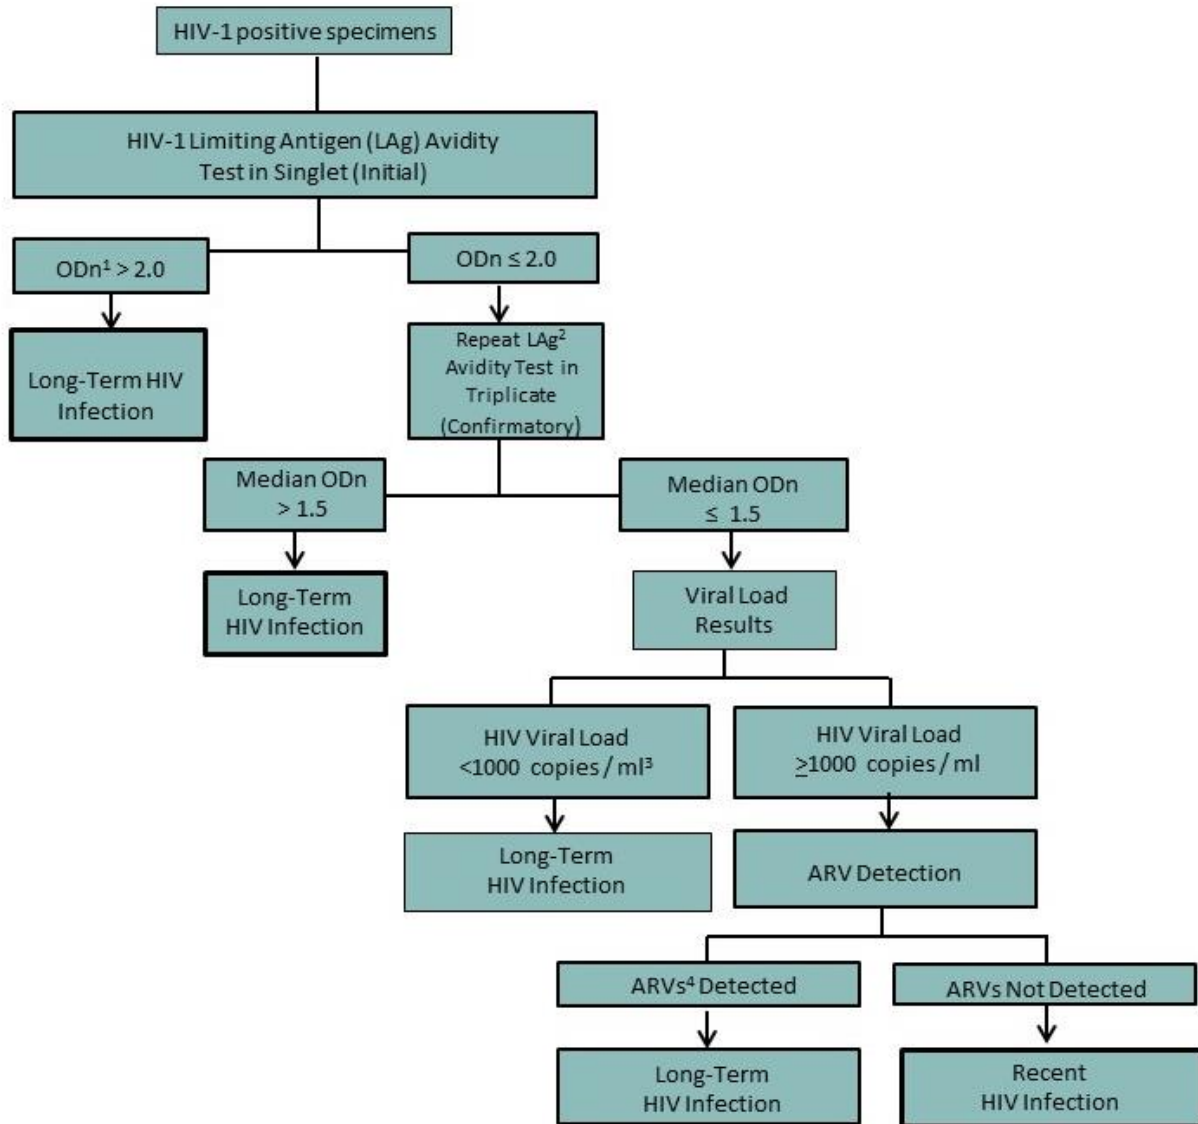 HIV-1 positive specimens
HIV-1 Limiting Antigen (LAg) Avidity
Test in Singlet (Initial)
ODn¹ > 2.0
ODn ≤ 2.0
Long-Term HIV
Infection
Repeat LAg²
Avidity Test in
Triplicate
(Confirmatory)
Median ODn
> 1.5
Median ODn
≤ 1.5
Long-Term
HIV Infection
Viral Load
Results
HIV Viral Load
<1000 copies / ml³
HIV Viral Load
≥1000 copies / ml
Long-Term
HIV Infection
ARV Detection
ARVs⁴ Detected
ARVs Not Detected
Long-Term
HIV Infection
Recent
HIV Infection